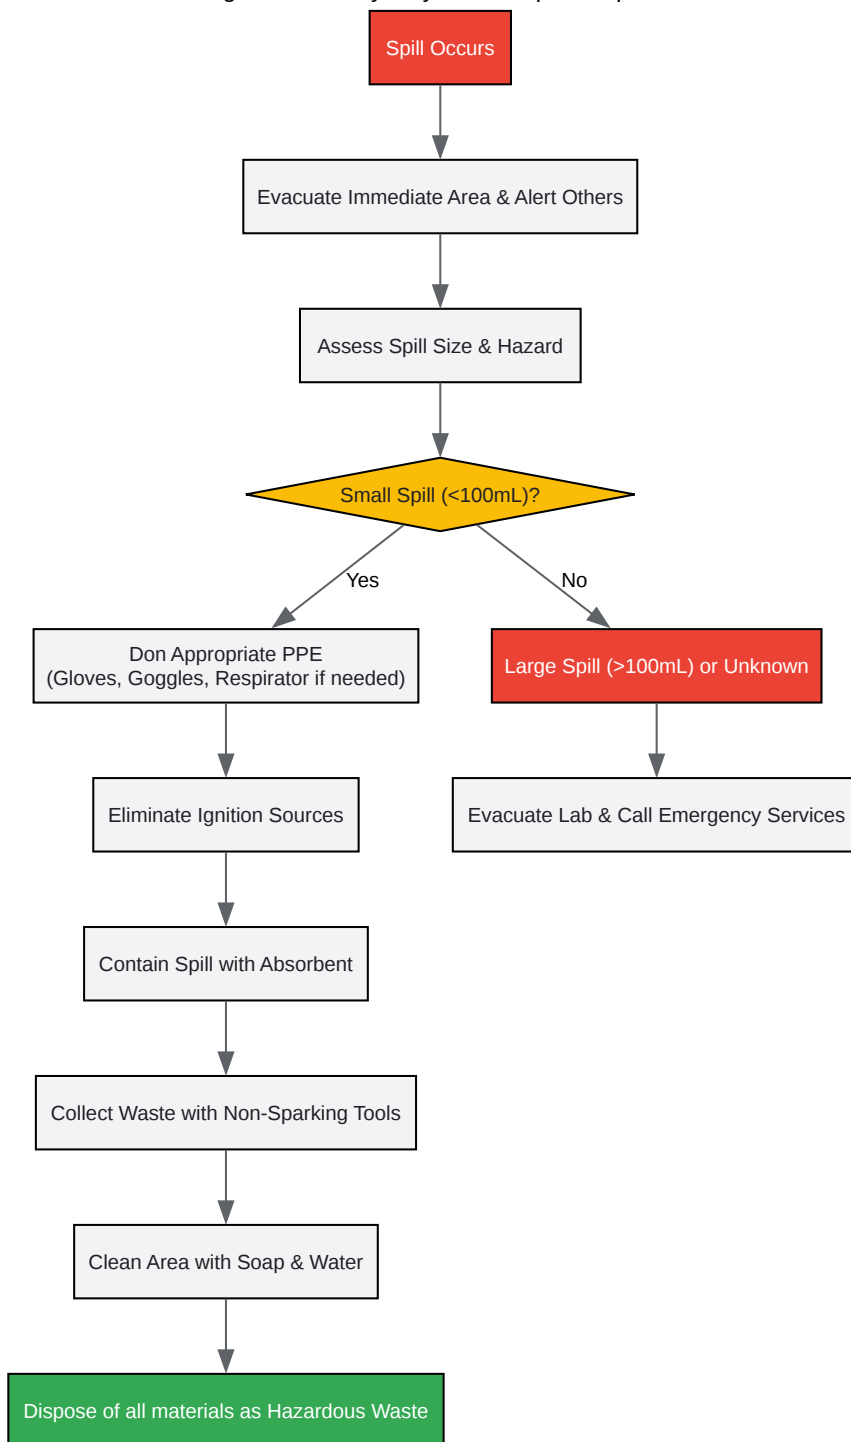 Spill Occurs
Evacuate Immediate Area & Alert Others
Assess Spill Size & Hazard
Small Spill (<100mL)?
Yes
No
Don Appropriate PPE
(Gloves, Goggles, Respirator if needed)
Large Spill (>100mL) or Unknown
Eliminate Ignition Sources
Evacuate Lab & Call Emergency Services
Contain Spill with Absorbent
Collect Waste with Non-Sparking Tools
Clean Area with Soap & Water
Dispose of all materials as Hazardous Waste